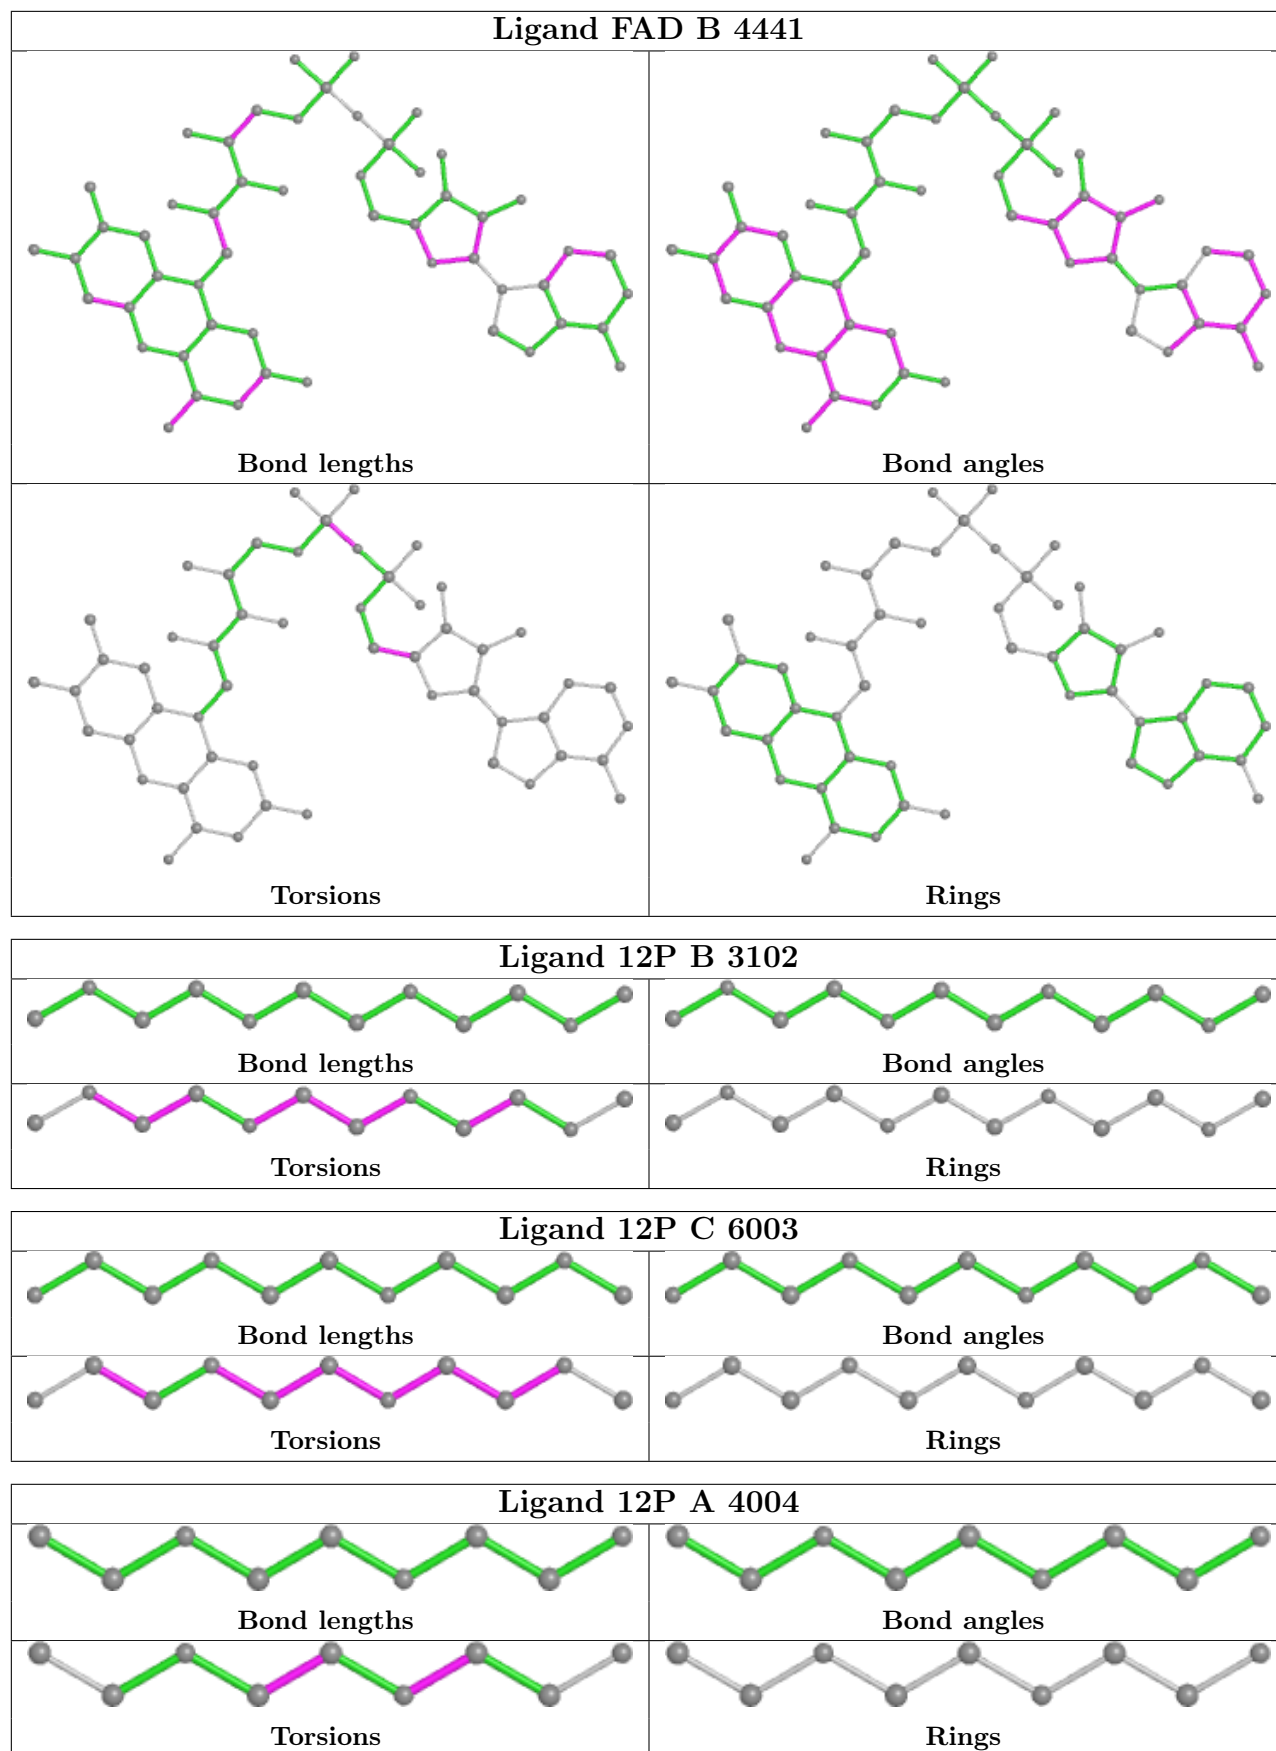 Ligand FAD B 4441
Bond lengths
Bond angles
Torsions
Rings
Ligand 12P B 3102
Bond lengths
Bond angles
Torsions
Rings
Ligand 12P C 6003
Bond lengths
Bond angles
Torsions
Rings
Ligand 12P A 4004
Bond lengths
Bond angles
Torsions
Rings